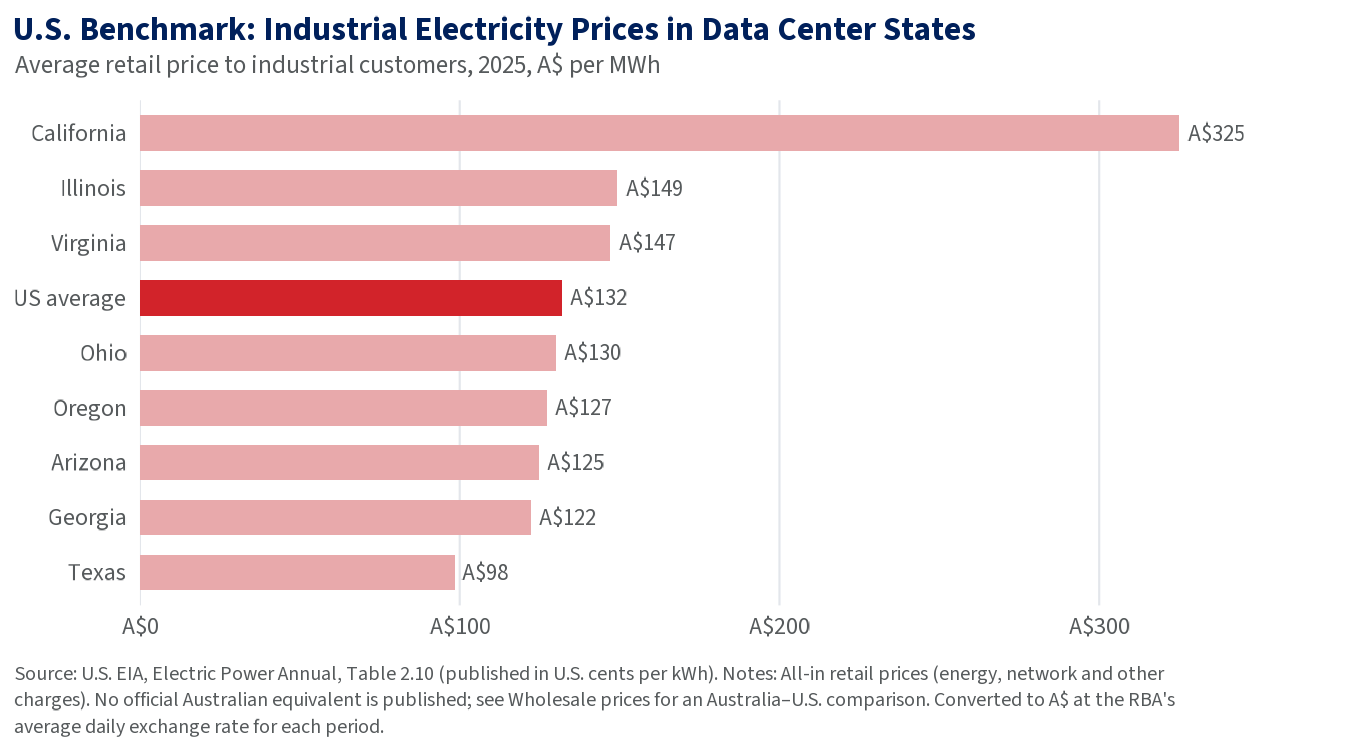 U.S. Benchmark: Industrial Electricity Prices in Data Center States
Average retail price to industrial customers, 2025, A$ per MWh
California A$325
Illinois A$149
Virginia A$147
US average A$132
Ohio A$130
Oregon A$127
Arizona A$125
Georgia A$122
Texas A$98
A$0 A$100 A$200 A$300
Source: U.S. EIA, Electric Power Annual, Table 2.10 (published in U.S. cents per kWh). Notes: All-in retail prices (energy, network and other
charges). No official Australian equivalent is published; see Wholesale prices for an Australia–U.S. comparison. Converted to A$ at the RBA's
average daily exchange rate for each period.